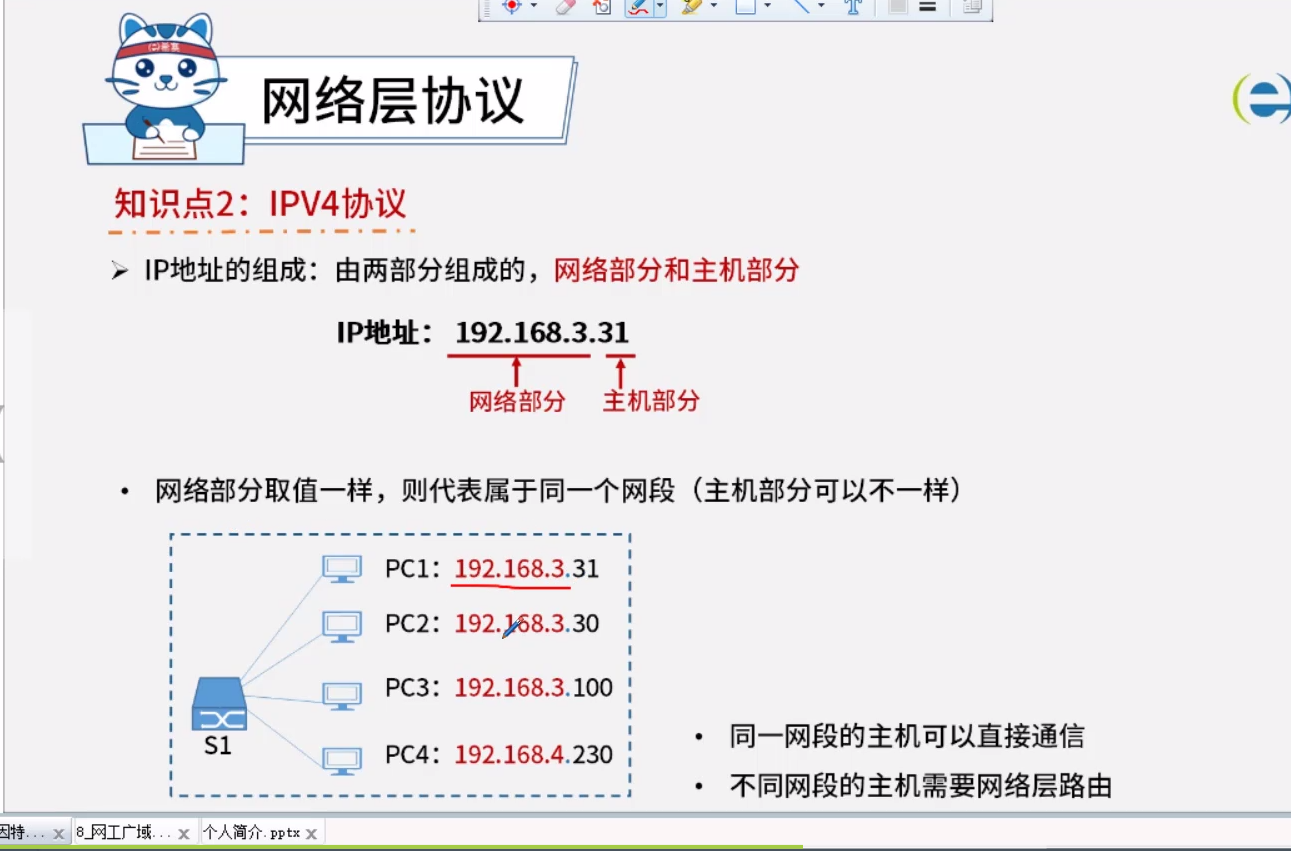 网络层协议
知识点2：IPV4协议
➢ IP地址的组成：由两部分组成的，网络部分和主机部分
IP地址： 192.168.3.31
网络部分 主机部分
• 网络部分取值一样，则代表属于同一个网段（主机部分可以不一样）
PC1：192.168.3.31
PC2：192.168.3.30
PC3：192.168.3.100
S1
PC4：192.168.4.230
• 同一网段的主机可以直接通信
• 不同网段的主机需要网络层路由
因特... x 8_网工广域... x 个人简介.pptx x